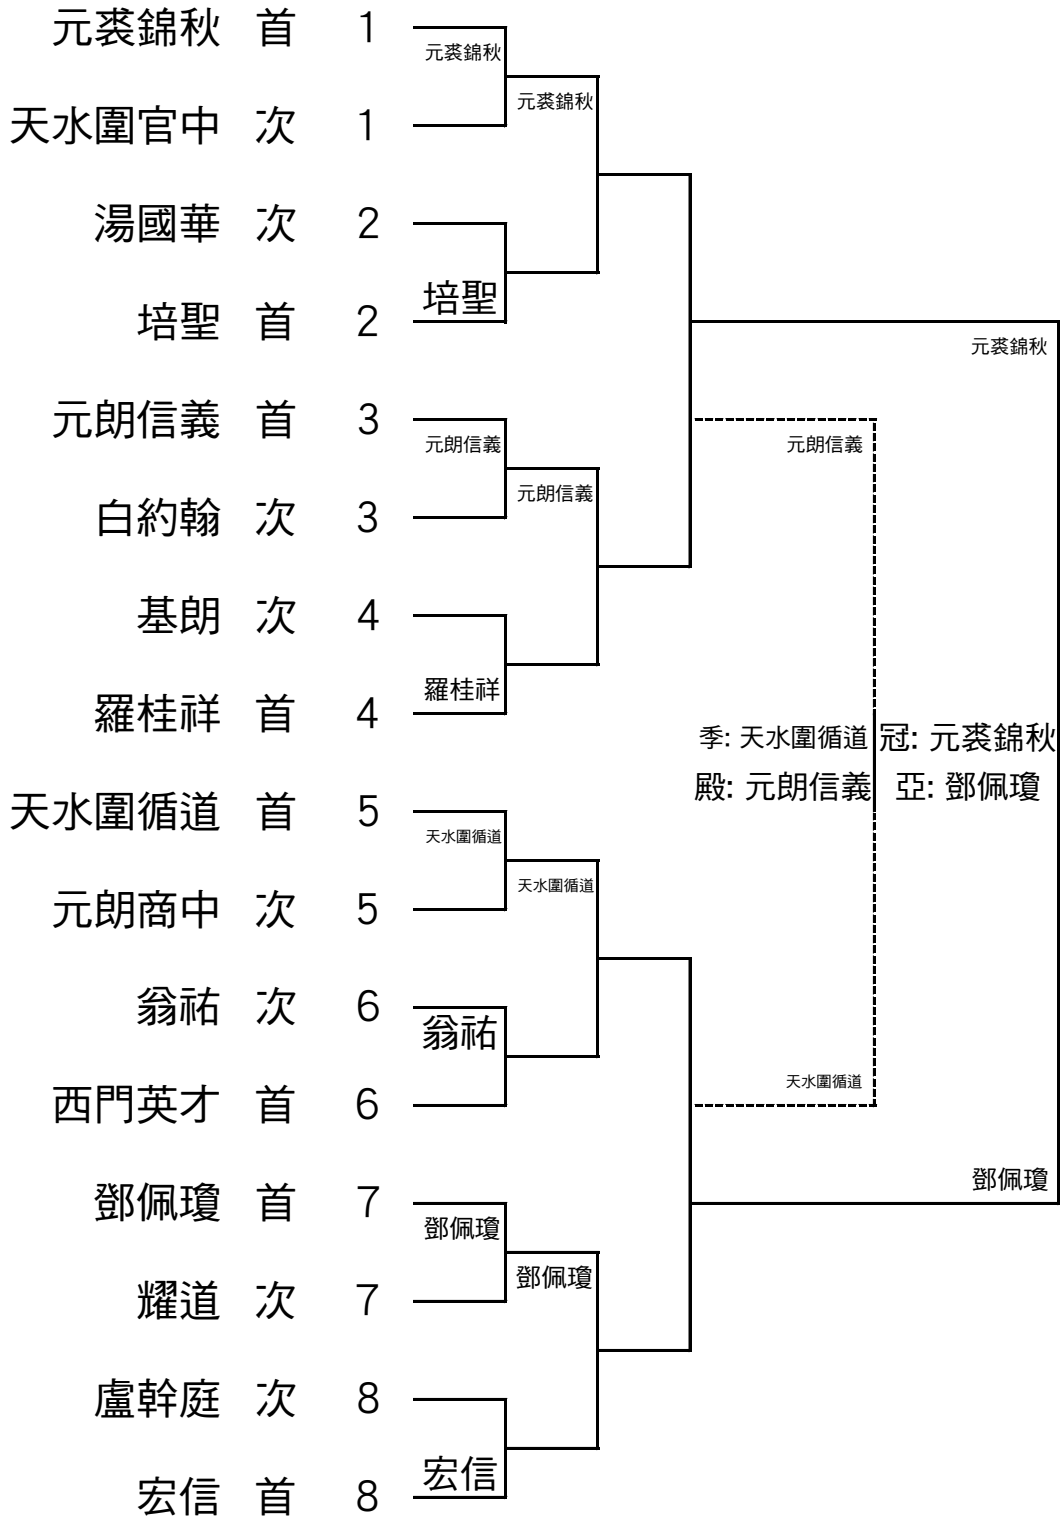 元裘錦秋 首 1
元裘錦秋
元裘錦秋
天水圍官中 次 1
湯國華 次 2
培聖
培聖 首 2
元裘錦秋
元朗信義 首 3
元朗信義
元朗信義
元朗信義
白約翰 次 3
基朗 次 4
羅桂祥
羅桂祥 首 4
季: 天水圍循道 冠: 元裘錦秋
殿: 元朗信義 亞: 鄧佩瓊
天水圍循道 首 5
天水圍循道
天水圍循道
元朗商中 次 5
翁祐 次 6
翁祐
天水圍循道
西門英才 首 6
鄧佩瓊
鄧佩瓊 首 7
鄧佩瓊
鄧佩瓊
耀道 次 7
盧幹庭 次 8
宏信
宏信 首 8